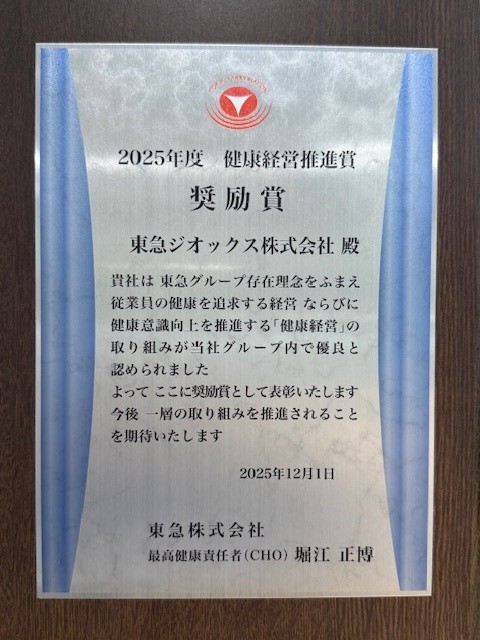 2025年度　健康経営推進賞
奨励賞
東急ジオックス株式会社 殿
貴社は 東急グループ存在理念をふまえ
従業員の健康を追求する経営 ならびに
健康意識向上を推進する「健康経営」の
取り組みが当社グループ内で優良と
認められました
よって ここに奨励賞として表彰いたします
今後 一層の取り組みを推進されること
を期待いたします
2025年12月1日
東急株式会社
最高健康責任者(CHO) 堀江 正博